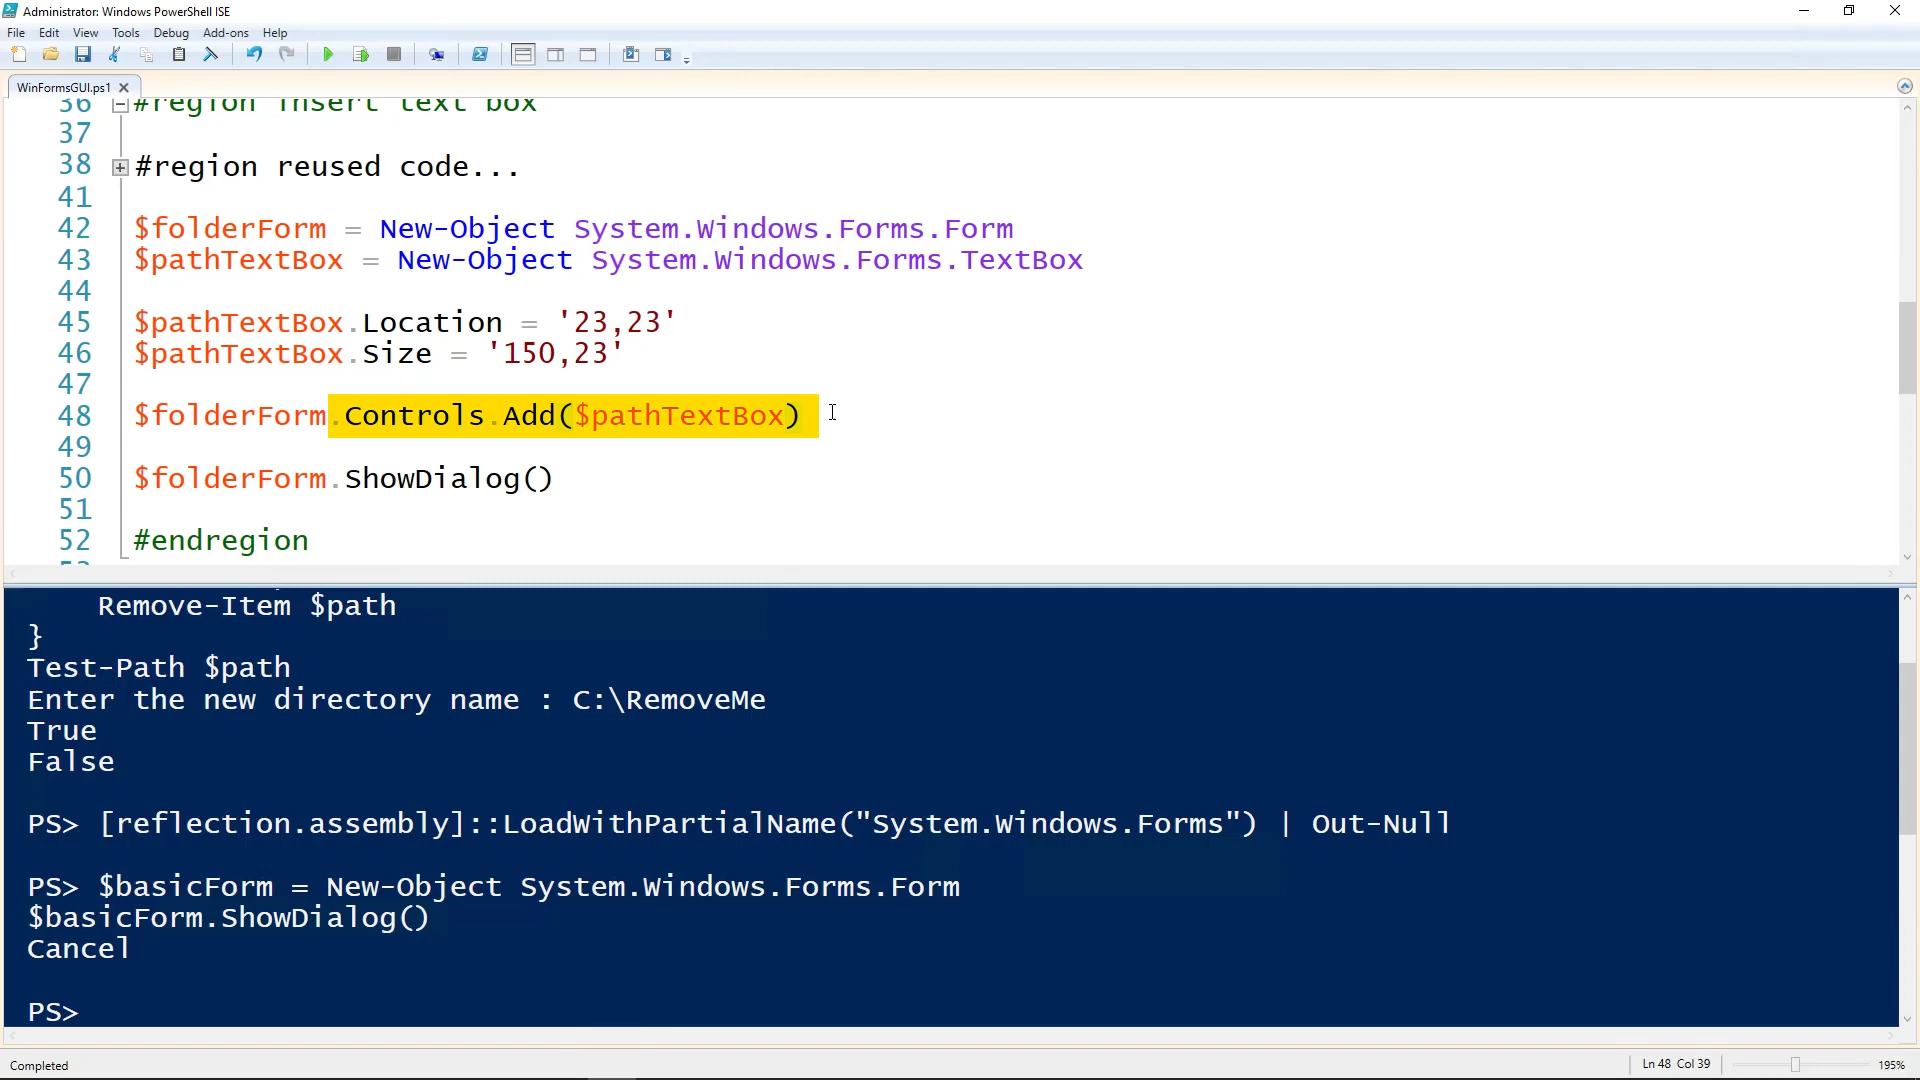 Administrator: Windows PowerShell ISE
File Edit View Tools Debug Add-ons Help
WinFormsGUI.ps1
36 #region insert text box
37
38 #region reused code...
41
42 $folderForm = New-Object System.Windows.Forms.Form
43 $pathTextBox = New-Object System.Windows.Forms.TextBox
44
45 $pathTextBox.Location = '23,23'
46 $pathTextBox.Size = '150,23'
47
48 $folderForm.Controls.Add($pathTextBox)
49
50 $folderForm.ShowDialog()
51
52 #endregion
Remove-Item $path
}
Test-Path $path
Enter the new directory name : C:\RemoveMe
True
False
PS> [reflection.assembly]::LoadWithPartialName("System.Windows.Forms") | Out-Null
PS> $basicForm = New-Object System.Windows.Forms.Form
$basicForm.ShowDialog()
Cancel
PS>
Completed Ln 48 Col 39 195%